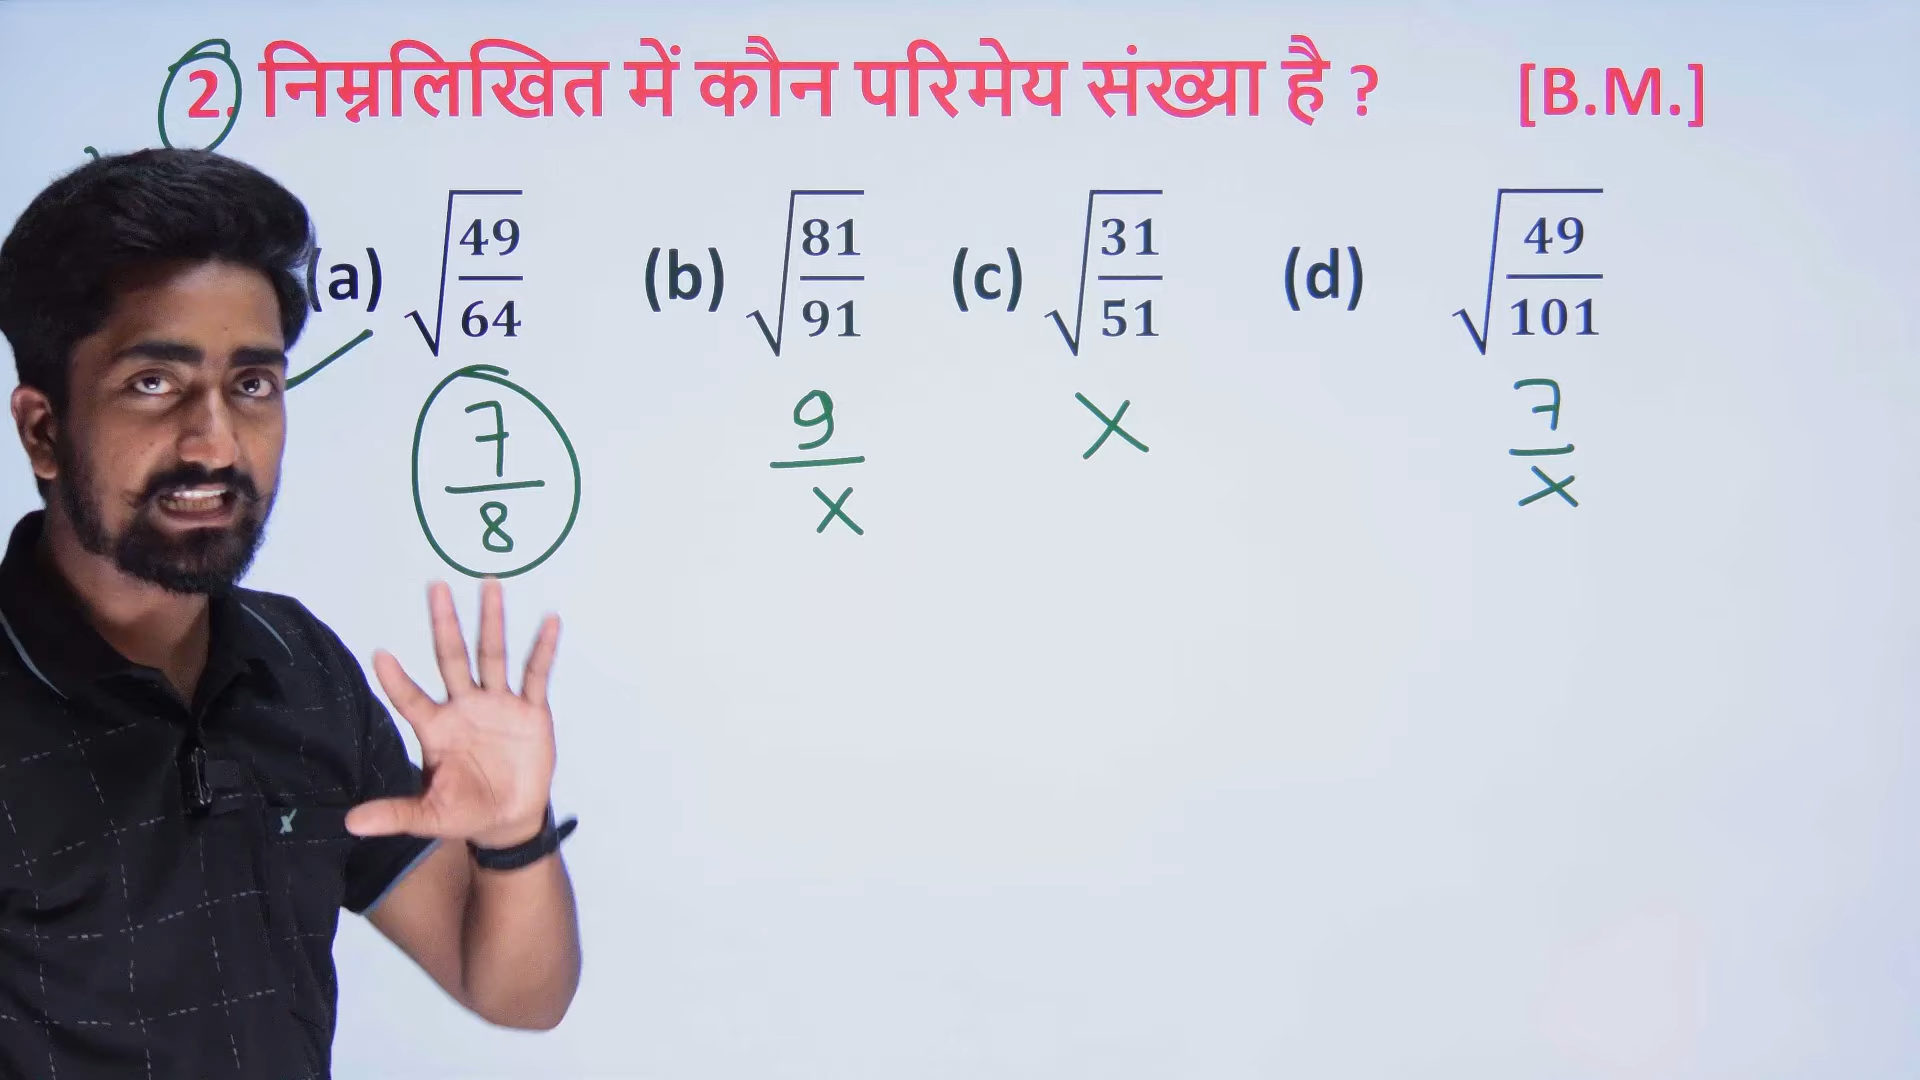 2. निम्नलिखित में कौन परिमेय संख्या है ? [B.M.]
(a) √49/64 (b) √81/91 (c) √31/51 (d) √49/101
7/8 9/x x 7/x